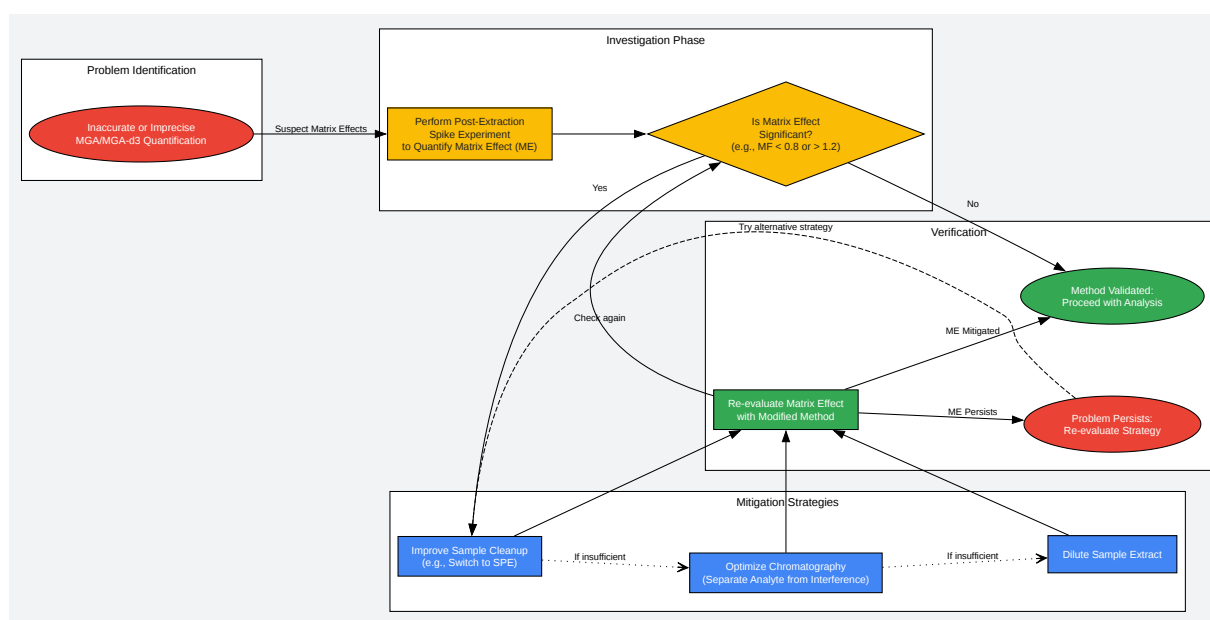 Investigation Phase
Problem Identification
Inaccurate or Imprecise
MGA/MGA-d3 Quantification
Suspect Matrix Effects
Perform Post-Extraction
Spike Experiment
to Quantify Matrix Effect (ME)
Is Matrix Effect
Significant?
(e.g., MF < 0.8 or > 1.2)
Yes
No
Try alternative strategy
Verification
Method Validated:
Proceed with Analysis
Check again
ME Mitigated
Re-evaluate Matrix Effect
with Modified Method
ME Persists
Problem Persists:
Re-evaluate Strategy
Mitigation Strategies
Improve Sample Cleanup
(e.g., Switch to SPE)
If insufficient
Optimize Chromatography
(Separate Analyte from Interference)
If insufficient
Dilute Sample Extract